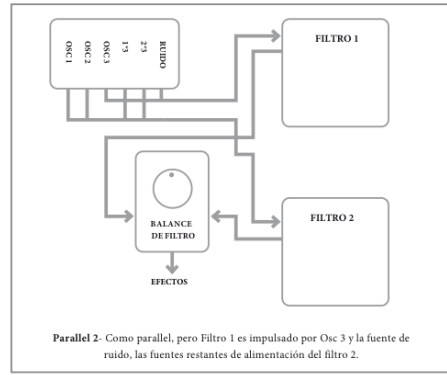 OSC 1
OSC 2
OSC 3
1*3
2*3
RUIDO
FILTRO 1
BALANCE
DE FILTRO
FILTRO 2
EFECTOS
Parallel 2- Como parallel, pero Filtro 1 es impulsado por Osc 3 y la fuente de
ruido, las fuentes restantes de alimentación del filtro 2.